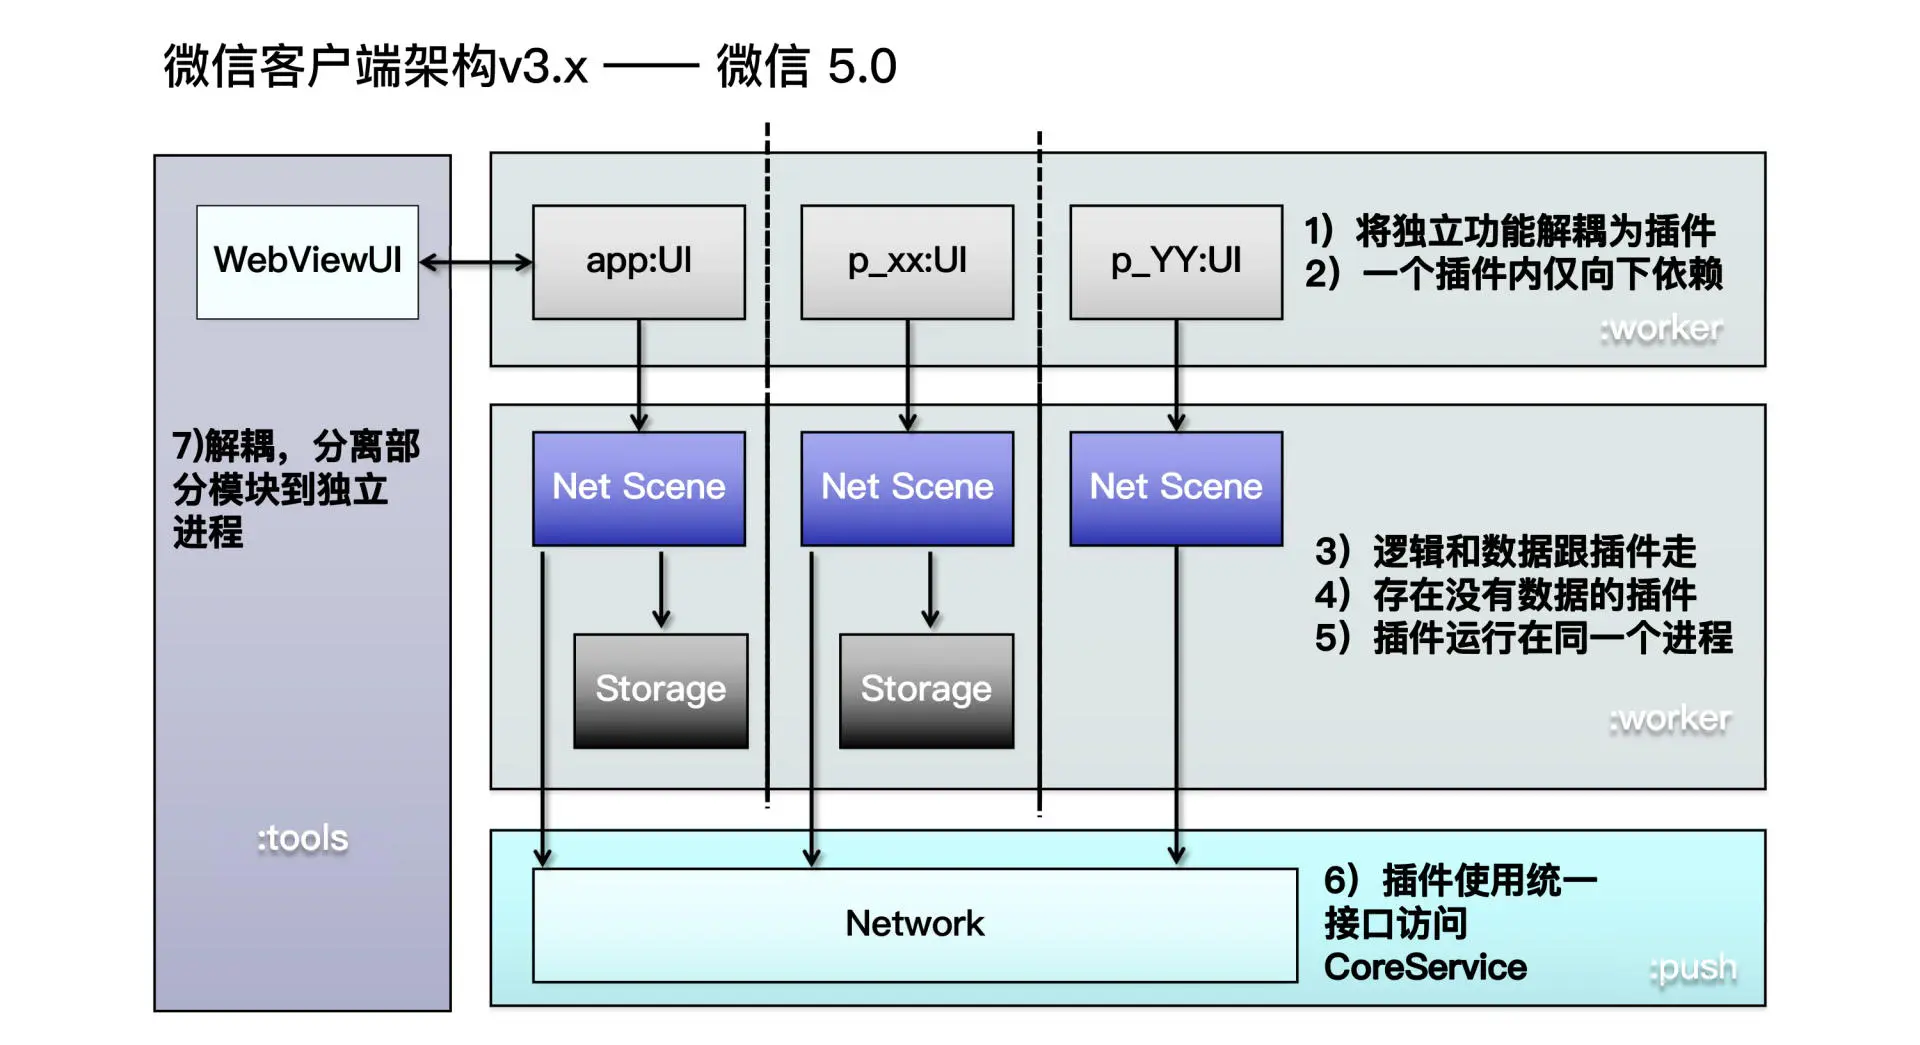 微信客户端架构v3.x —— 微信 5.0
WebViewUI
app:UI
p_xx:UI
p_YY:UI
1）将独立功能解耦为插件
2）一个插件内仅向下依赖
:worker
7)解耦，分离部
分模块到独立
进程
:tools
Net Scene
Net Scene
Net Scene
Storage
Storage
3）逻辑和数据跟插件走
4）存在没有数据的插件
5）插件运行在同一个进程
:worker
Network
6）插件使用统一
接口访问
CoreService
:push